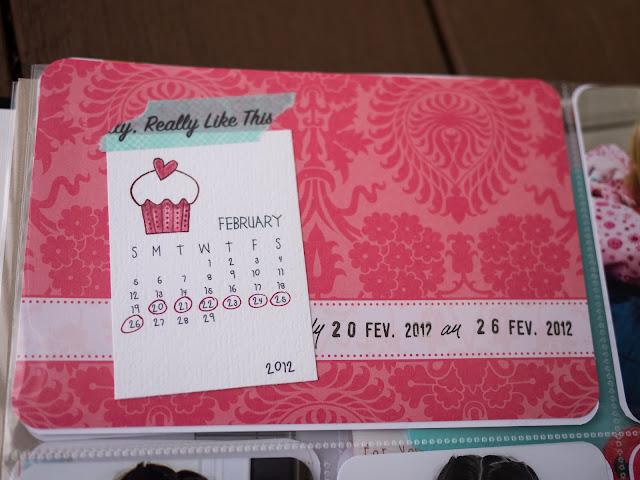 Really Like This
FEBRUARY
S M T W T F S
1 2 3 4
5 6 7 8 9 10 11
12 13 14 15 16 17 18
19 20 21 22 23 24 25
26 27 28 29
2012
20 FEV. 2012 au 26 FEV. 2012
for You